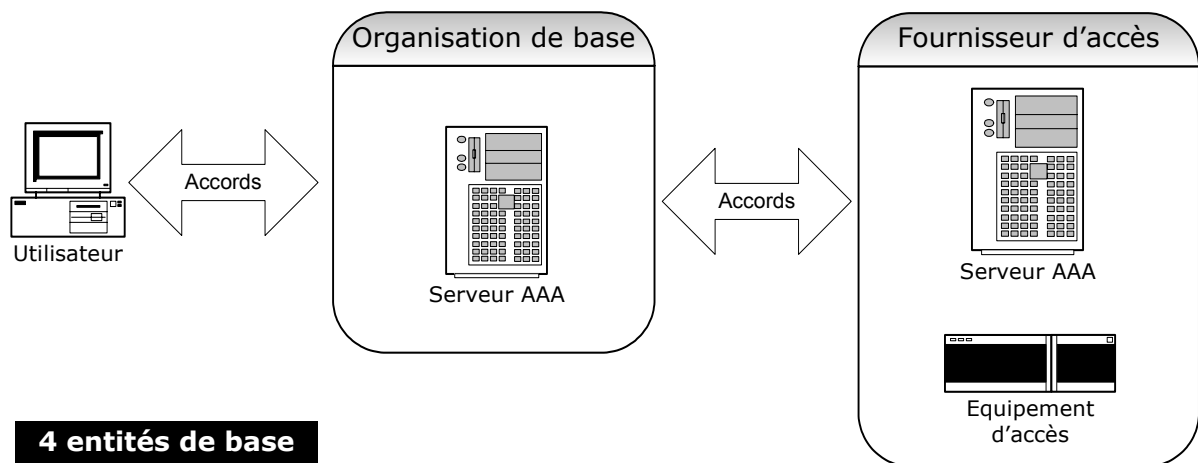 Organisation de base
Fournisseur d'accès
Accords
Accords
Utilisateur
Serveur AAA
Serveur AAA
Equipement
d'accès
4 entités de base